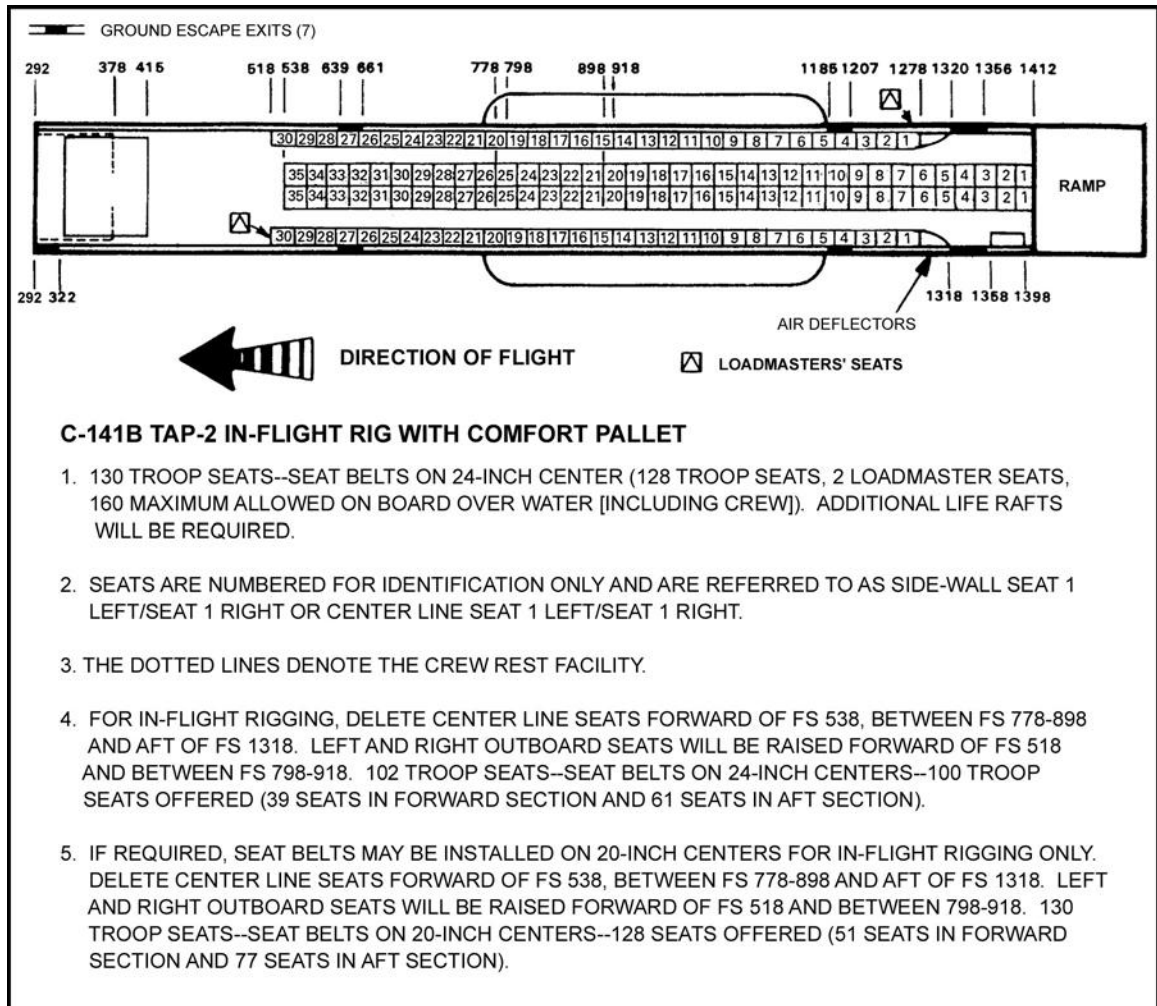 GROUND ESCAPE EXITS (7)
292 378 415 518 538 639 661 778 798 898 918 1185 1207 1278 1320 1356 1412
30 29 28 27 26 25 24 23 22 21 20 19 18 17 16 15 14 13 12 11 10 9 8 7 6 5 4 3 2 1
35 34 33 32 31 30 29 28 27 26 25 24 23 22 21 20 19 18 17 16 15 14 13 12 11 10 9 8 7 6 5 4 3 2 1
RAMP
35 34 33 32 31 30 29 28 27 26 25 24 23 22 21 20 19 18 17 16 15 14 13 12 11 10 9 8 7 6 5 4 3 2 1
30 29 28 27 26 25 24 23 22 21 20 19 18 17 16 15 14 13 12 11 10 9 8 7 6 5 4 3 2 1
292 322 1318 1358 1398
AIR DEFLECTORS
DIRECTION OF FLIGHT
LOADMASTERS' SEATS
C-141B TAP-2 IN-FLIGHT RIG WITH COMFORT PALLET
1. 130 TROOP SEATS--SEAT BELTS ON 24-INCH CENTER (128 TROOP SEATS, 2 LOADMASTER SEATS,
160 MAXIMUM ALLOWED ON BOARD OVER WATER [INCLUDING CREW]). ADDITIONAL LIFE RAFTS
WILL BE REQUIRED.
2. SEATS ARE NUMBERED FOR IDENTIFICATION ONLY AND ARE REFERRED TO AS SIDE-WALL SEAT 1
LEFT/SEAT 1 RIGHT OR CENTER LINE SEAT 1 LEFT/SEAT 1 RIGHT.
3. THE DOTTED LINES DENOTE THE CREW REST FACILITY.
4. FOR IN-FLIGHT RIGGING, DELETE CENTER LINE SEATS FORWARD OF FS 538, BETWEEN FS 778-898
AND AFT OF FS 1318. LEFT AND RIGHT OUTBOARD SEATS WILL BE RAISED FORWARD OF FS 518
AND BETWEEN FS 798-918. 102 TROOP SEATS--SEAT BELTS ON 24-INCH CENTERS--100 TROOP
SEATS OFFERED (39 SEATS IN FORWARD SECTION AND 61 SEATS IN AFT SECTION).
5. IF REQUIRED, SEAT BELTS MAY BE INSTALLED ON 20-INCH CENTERS FOR IN-FLIGHT RIGGING ONLY.
DELETE CENTER LINE SEATS FORWARD OF FS 538, BETWEEN FS 778-898 AND AFT OF FS 1318. LEFT
AND RIGHT OUTBOARD SEATS WILL BE RAISED FORWARD OF FS 518 AND BETWEEN 798-918. 130
TROOP SEATS--SEAT BELTS ON 20-INCH CENTERS--128 SEATS OFFERED (51 SEATS IN FORWARD
SECTION AND 77 SEATS IN AFT SECTION).